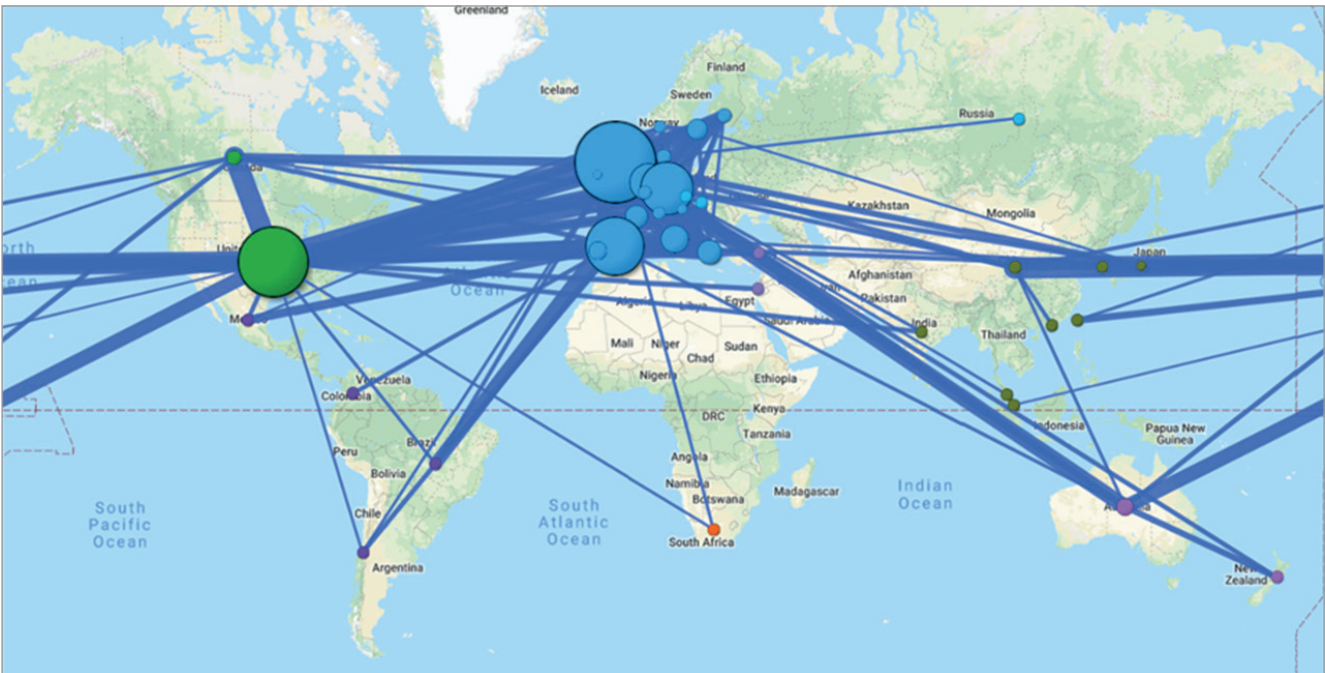 Greenland
Finland
Iceland
Sweden
Russia
Kazakhstan
Mongolia
Japan
Afghanistan
Pakistan
Egypt
India
Thailand
Mali
Niger
Chad
Sudan
Nigeria
Ethiopia
Venezuela
Colombia
DRC
Kenya
Tanzania
Indonesia
Papua New
Guinea
Peru
Brazil
Bolivia
Angola
Namibia
Botswana
Madagascar
Indian
Ocean
South
Pacific
Ocean
South
Atlantic
Ocean
Chile
South Africa
Argentina
New
Zealand
Ocean